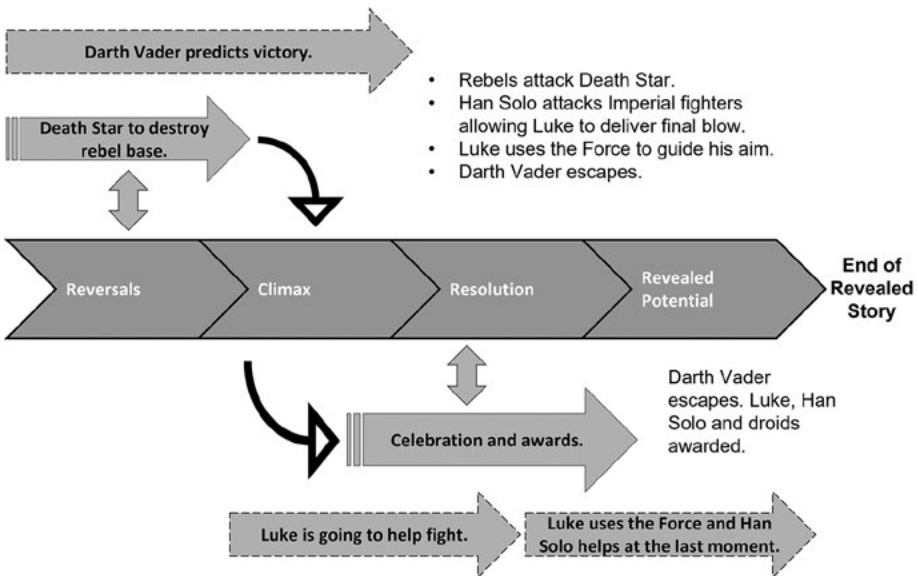 Darth Vader predicts victory.
Death Star to destroy
rebel base.
• Rebels attack Death Star.
• Han Solo attacks Imperial fighters
allowing Luke to deliver final blow.
• Luke uses the Force to guide his aim.
• Darth Vader escapes.
Reversals
Climax
Resolution
Revealed
Potential
End of
Revealed
Story
Celebration and awards.
Darth Vader
escapes. Luke, Han
Solo and droids
awarded.
Luke is going to help fight.
Luke uses the Force and Han
Solo helps at the last moment.